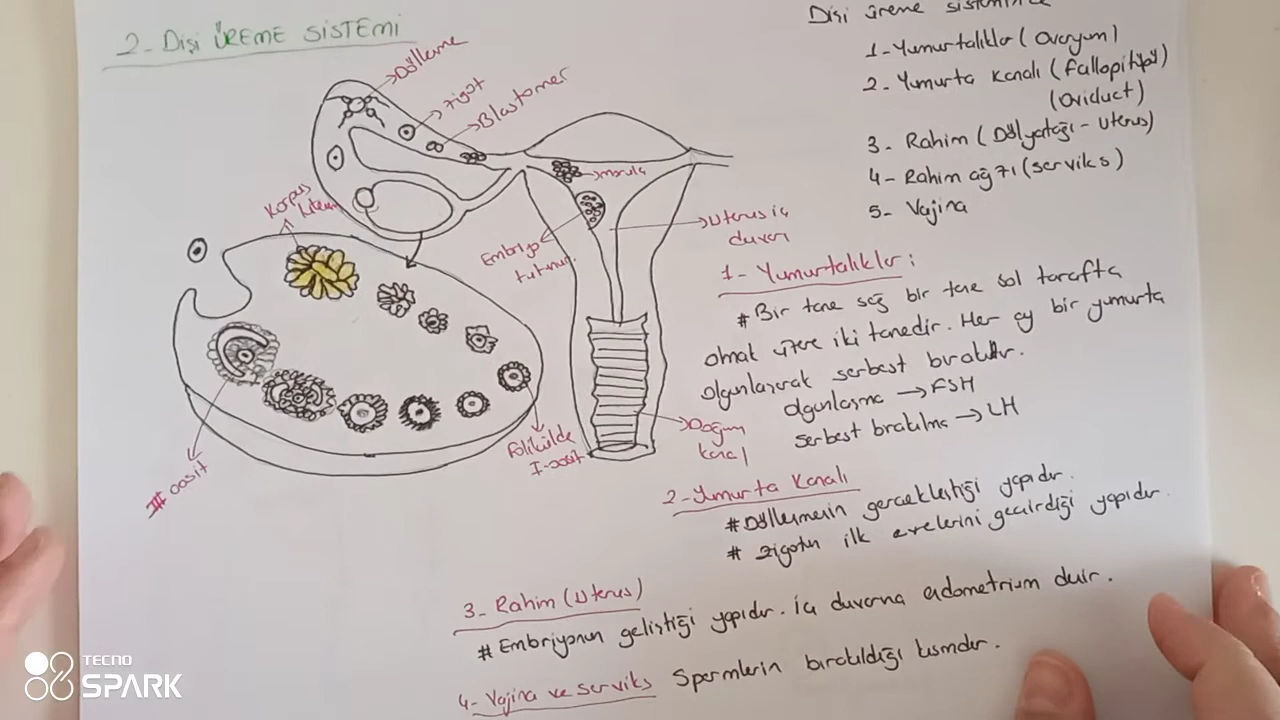 2- Dişi ÜREME SİSTEMİ
Dişi üreme
1- Yumurtalıklar (Ovaryum)
2- Yumurta Kanalı (Fallopi tüpü)
(Oviduct)
3- Rahim (Dölyatağı - Uterus)
4- Rahim ağzı (serviks)
5- Vajina
Döllenme
zigot
Blastomer
morula
Korpus
luteum
Embriyo
Uterus iç
duvarı
Folikülde
I-oosit
II oosit
Doğum
kanalı
1- Yumurtalıklar:
# Bir tane sağ bir tane sol tarafta
olmak üzere iki tanedir. Her ay bir yumurta
olgunlaşarak serbest bırakılır.
olgunlaşma → FSH
serbest bırakılma → LH
2- Yumurta Kanalı
# Döllenmenin gerçekleştiği yapıdır.
# zigotun ilk evrelerini geçirdiği yapıdır.
3- Rahim (Uterus)
# Embriyonun geliştiği yapıdır. İç duvarına endometrium denir.
4- Vajina ve serviks Spermlerin bırakıldığı kısımdır.
TECNO
SPARK